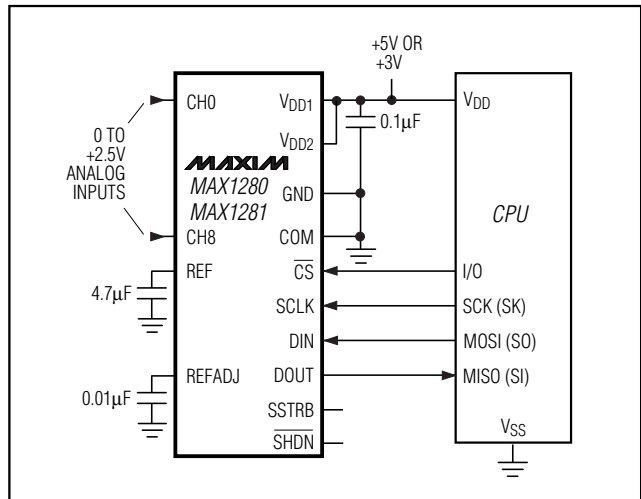 +5V OR
+3V
CH0
VDD1
VDD
0.1μF
0 TO
+2.5V
ANALOG
INPUTS
VDD2
MAXIM
MAX1280
MAX1281
GND
CPU
CH8
COM
REF
CS
I/O
4.7μF
SCLK
SCK (SK)
DIN
MOSI (SO)
REFADJ
DOUT
MISO (SI)
0.01μF
SSTRB
SHDN
VSS